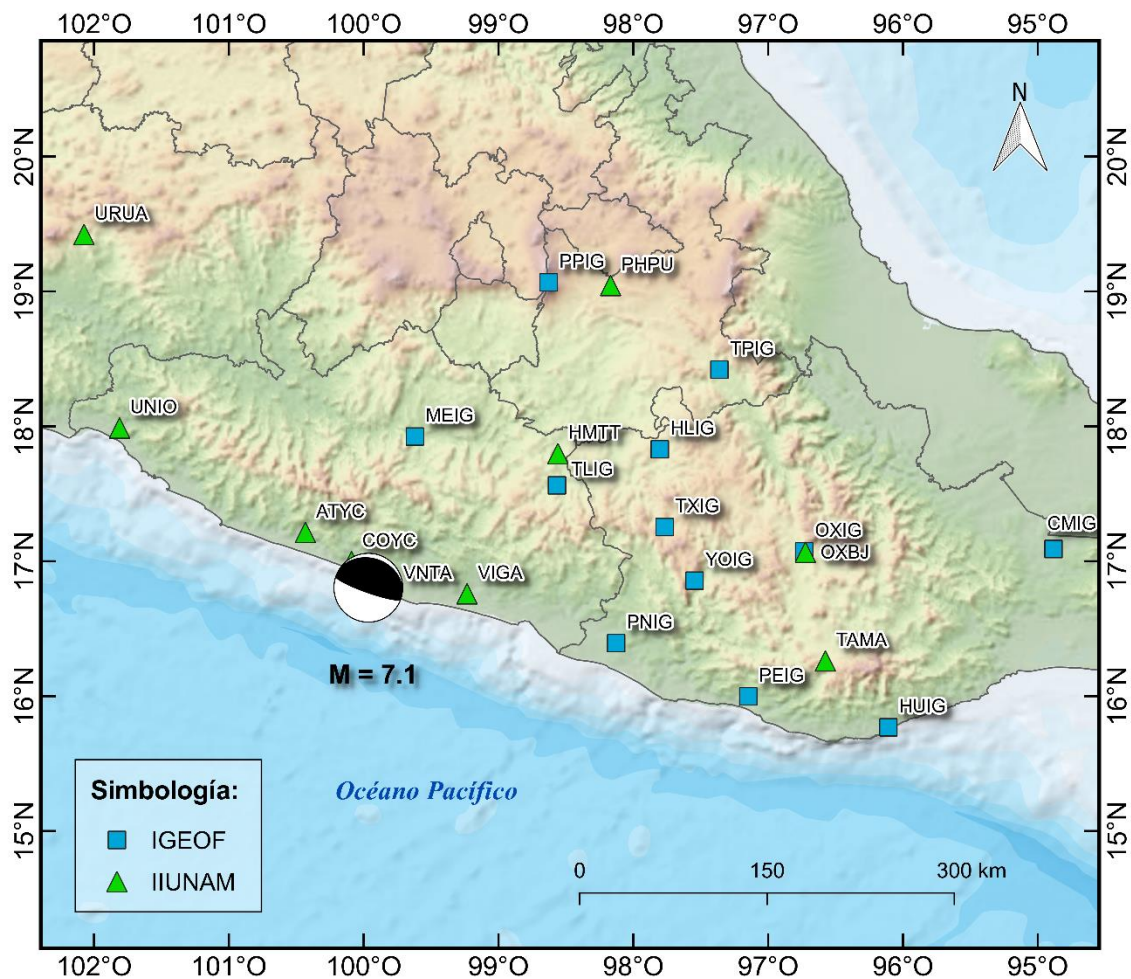 102°O 101°O 100°O 99°O 98°O 97°O 96°O 95°O
N
20°N 20°N
URUA
PPIG PHPU
19°N 19°N
TPIG
UNIO
MEIG
18°N 18°N
HMTT HLIG
TLIG
ATYC
TXIG
OXIG CMIG
COYC
OXBJ
17°N 17°N
VNTA VIGA YOIG
PNIG
TAMA
M = 7.1
PEIG
16°N 16°N
HUIG
Simbología:
Océano Pacífico
15°N 15°N
IGEOF
IIUNAM
0 150 300 km
102°O 101°O 100°O 99°O 98°O 97°O 96°O 95°O